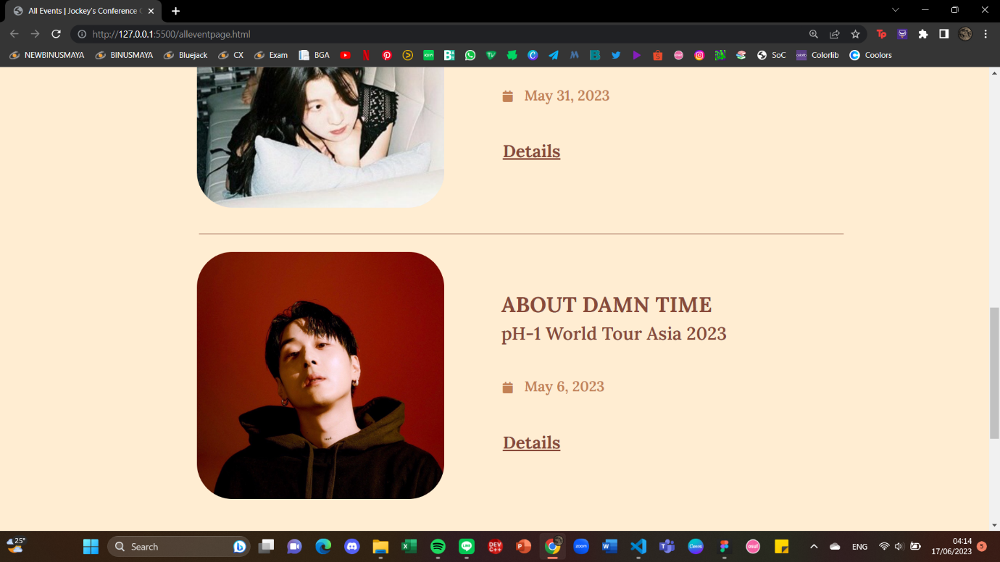 All Events | Jockey's Conference
http://127.0.0.1:5500/alleventpage.html
NEWBINUSMAYA BINUSMAYA Bluejack CX Exam BGA SoC Colorlib Coolors
May 31, 2023
Details
ABOUT DAMN TIME
pH-1 World Tour Asia 2023
May 6, 2023
Details
25°
Search
ENG
04:14
17/06/2023
5